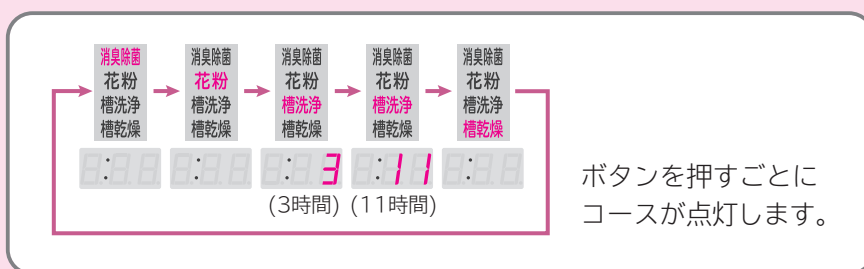 消臭除菌
花粉
槽洗浄
槽乾燥
消臭除菌
花粉
槽洗浄
槽乾燥
消臭除菌
花粉
槽洗浄
槽乾燥
消臭除菌
花粉
槽洗浄
槽乾燥
消臭除菌
花粉
槽洗浄
槽乾燥
:
:
: 3
: 11
:
(3時間)
(11時間)
ボタンを押すごとに
コースが点灯します。